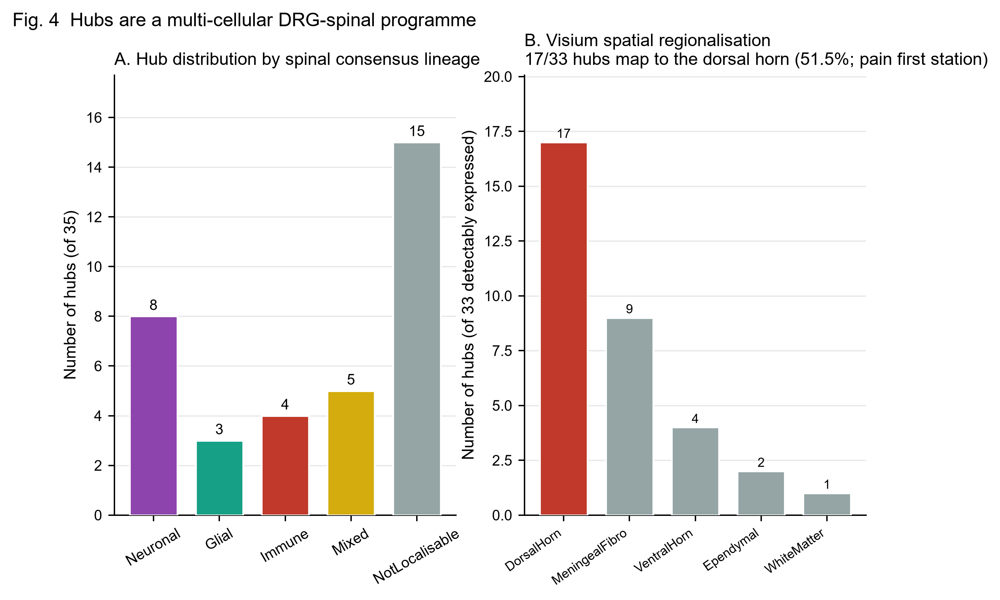 Fig. 4  Hubs are a multi-cellular DRG-spinal programme
A. Hub distribution by spinal consensus lineage
Number of hubs (of 35)
16
14
12
10
8
6
4
2
0
8
3
4
5
15
Neuronal
Glial
Immune
Mixed
NotLocalisable
B. Visium spatial regionalisation
17/33 hubs map to the dorsal horn (51.5%; pain first station)
Number of hubs (of 33 detectably expressed)
20.0
17.5
15.0
12.5
10.0
7.5
5.0
2.5
0.0
17
9
4
2
1
DorsalHorn
MeningealFibro
VentralHorn
Ependymal
WhiteMatter